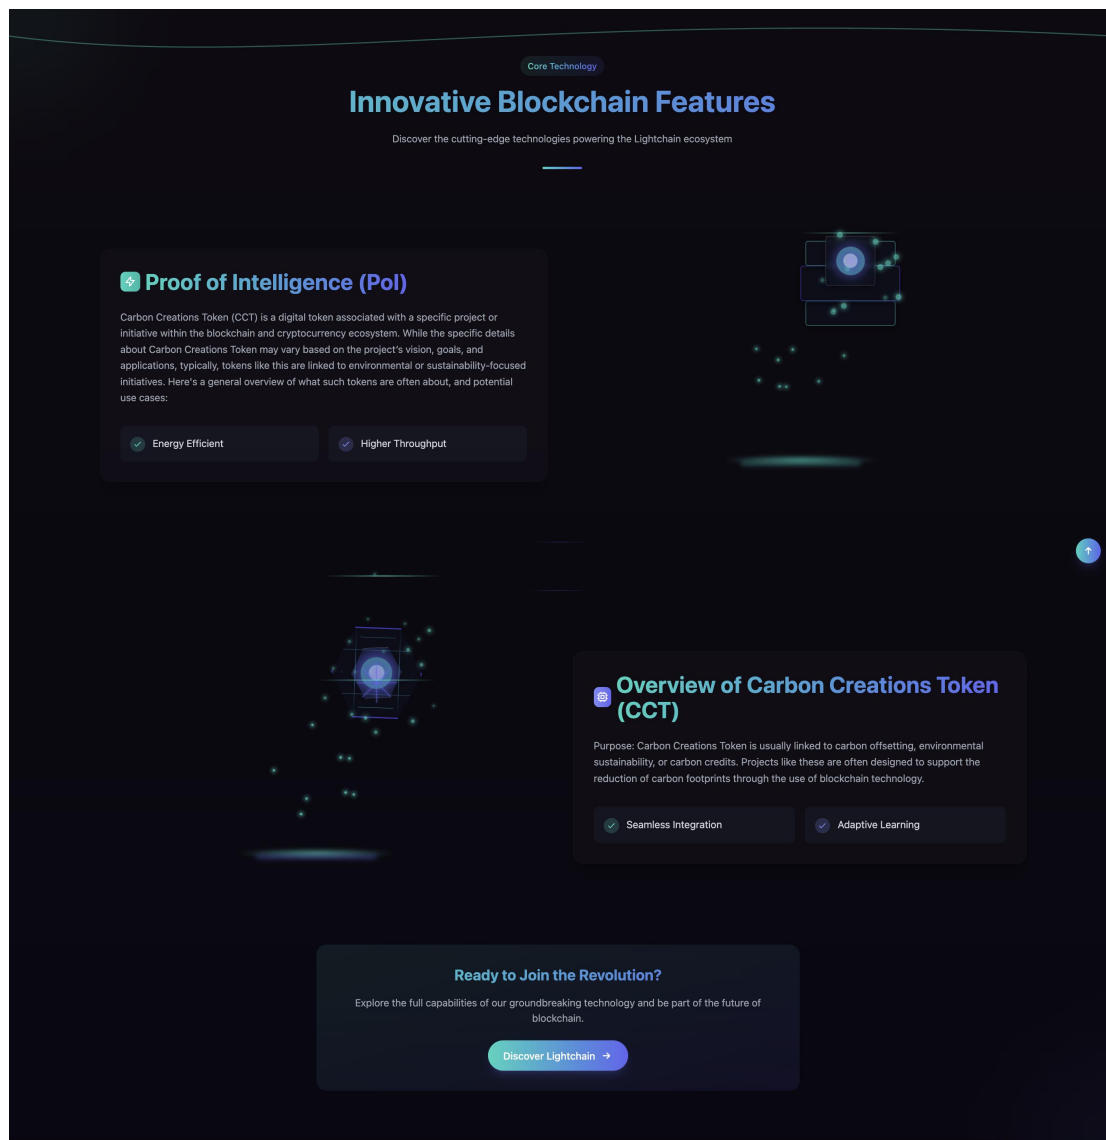 Core Technology
Innovative Blockchain Features
Discover the cutting-edge technologies powering the Lightchain ecosystem
Proof of Intelligence (PoI)
Carbon Creations Token (CCT) is a digital token associated with a specific project or
initiative within the blockchain and cryptocurrency ecosystem. While the specific details
about Carbon Creations Token may vary based on the project's vision, goals, and
applications, typically, tokens like this are linked to environmental or sustainability-focused
initiatives. Here's a general overview of what such tokens are often about, and potential
use cases:
Energy Efficient
Higher Throughput
Overview of Carbon Creations Token
(CCT)
Purpose: Carbon Creations Token is usually linked to carbon offsetting, environmental
sustainability, or carbon credits. Projects like these are often designed to support the
reduction of carbon footprints through the use of blockchain technology.
Seamless Integration
Adaptive Learning
Ready to Join the Revolution?
Explore the full capabilities of our groundbreaking technology and be part of the future of
blockchain.
Discover Lightchain